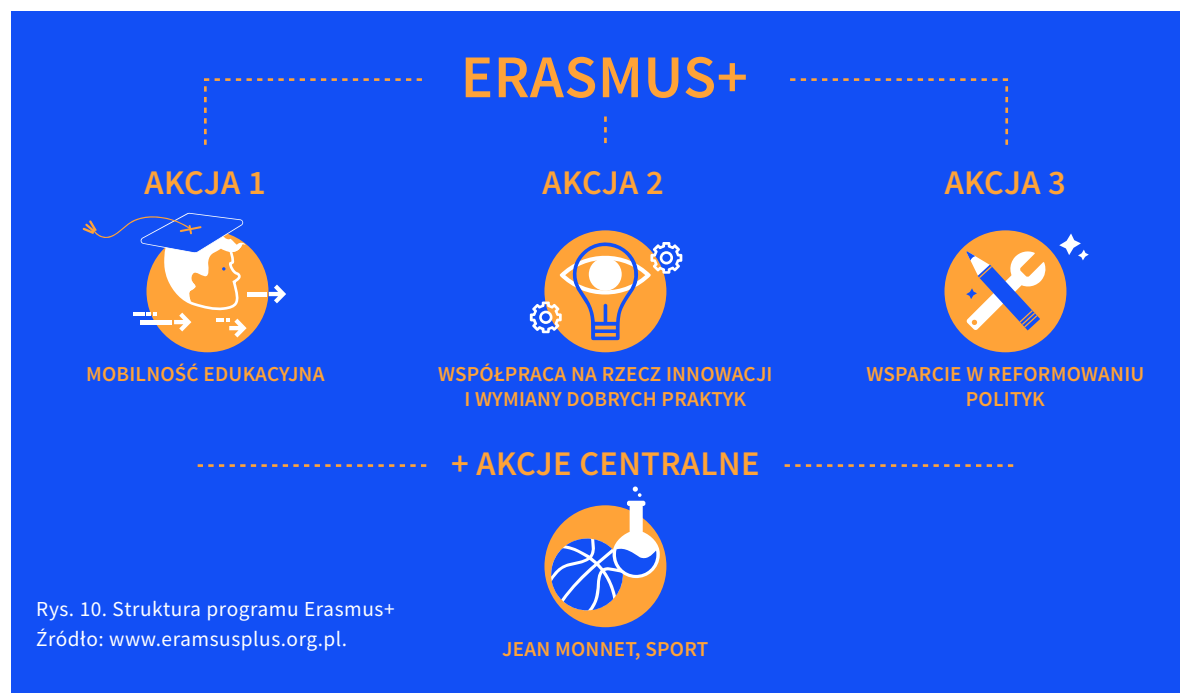 ERASMUS+
AKCJA 1
AKCJA 2
AKCJA 3
MOBILNOŚĆ EDUKACYJNA
WSPÓŁPRACA NA RZECZ INNOWACJI
I WYMIANY DOBRYCH PRAKTYK
WSPARCIE W REFORMOWANIU
POLITYK
+ AKCJE CENTRALNE
JEAN MONNET, SPORT
Rys. 10. Struktura programu Erasmus+
Źródło: www.eramsusplus.org.pl.